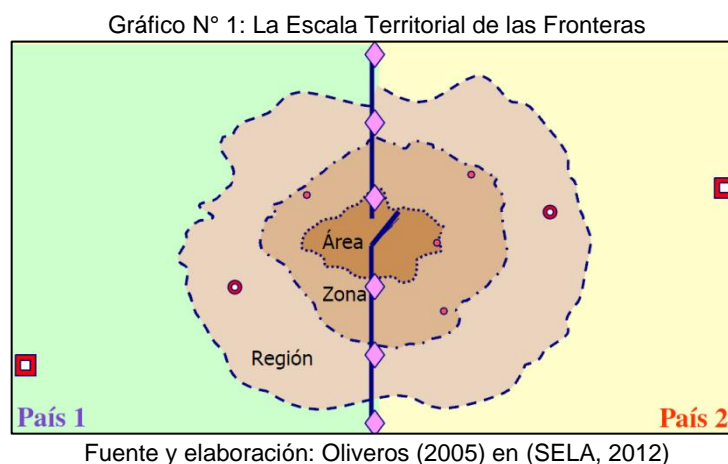 Gráfico N° 1: La Escala Territorial de las Fronteras
Área
Zona
Región
País 1
País 2
Fuente y elaboración: Oliveros (2005) en (SELA, 2012)